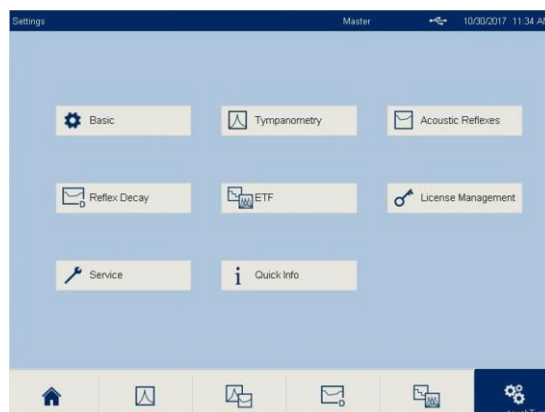 Settings Master 10/30/2017 11:34 AM
Basic
Tympanometry
Acoustic Reflexes
Reflex Decay
ETF
License Management
Service
Quick Info